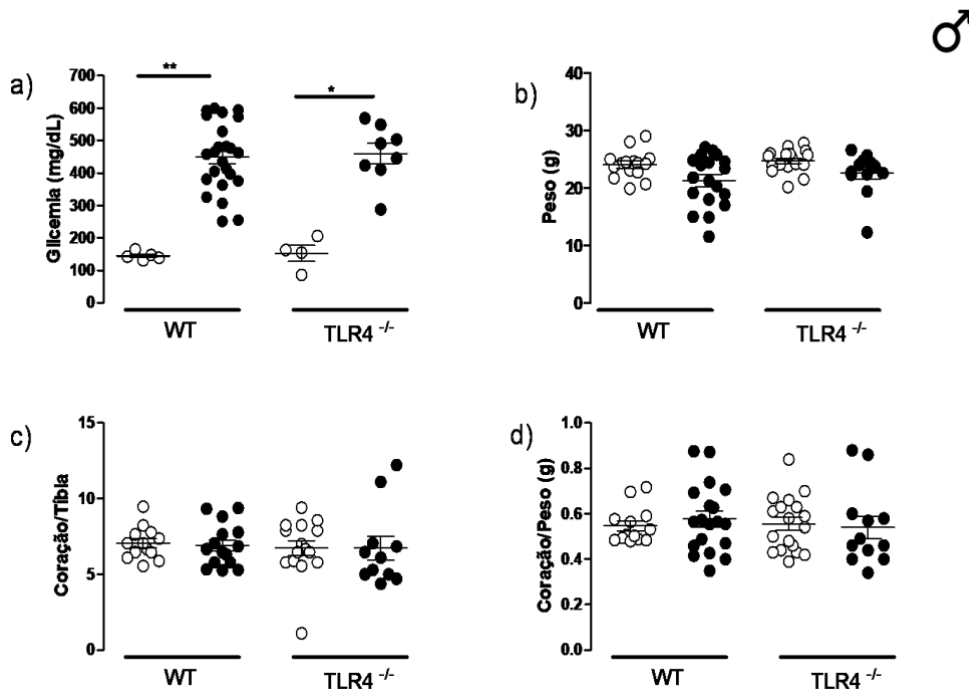 ♂
a)
**
*
Glicemia (mg/dL)
700
600
500
400
300
200
100
0
WT
TLR4 -/-
b)
Peso (g)
40
30
20
10
0
WT
TLR4 -/-
c)
Coração/Tíbia
15
10
5
0
WT
TLR4 -/-
d)
Coração/Peso (g)
1.0
0.8
0.6
0.4
0.2
0.0
WT
TLR4 -/-